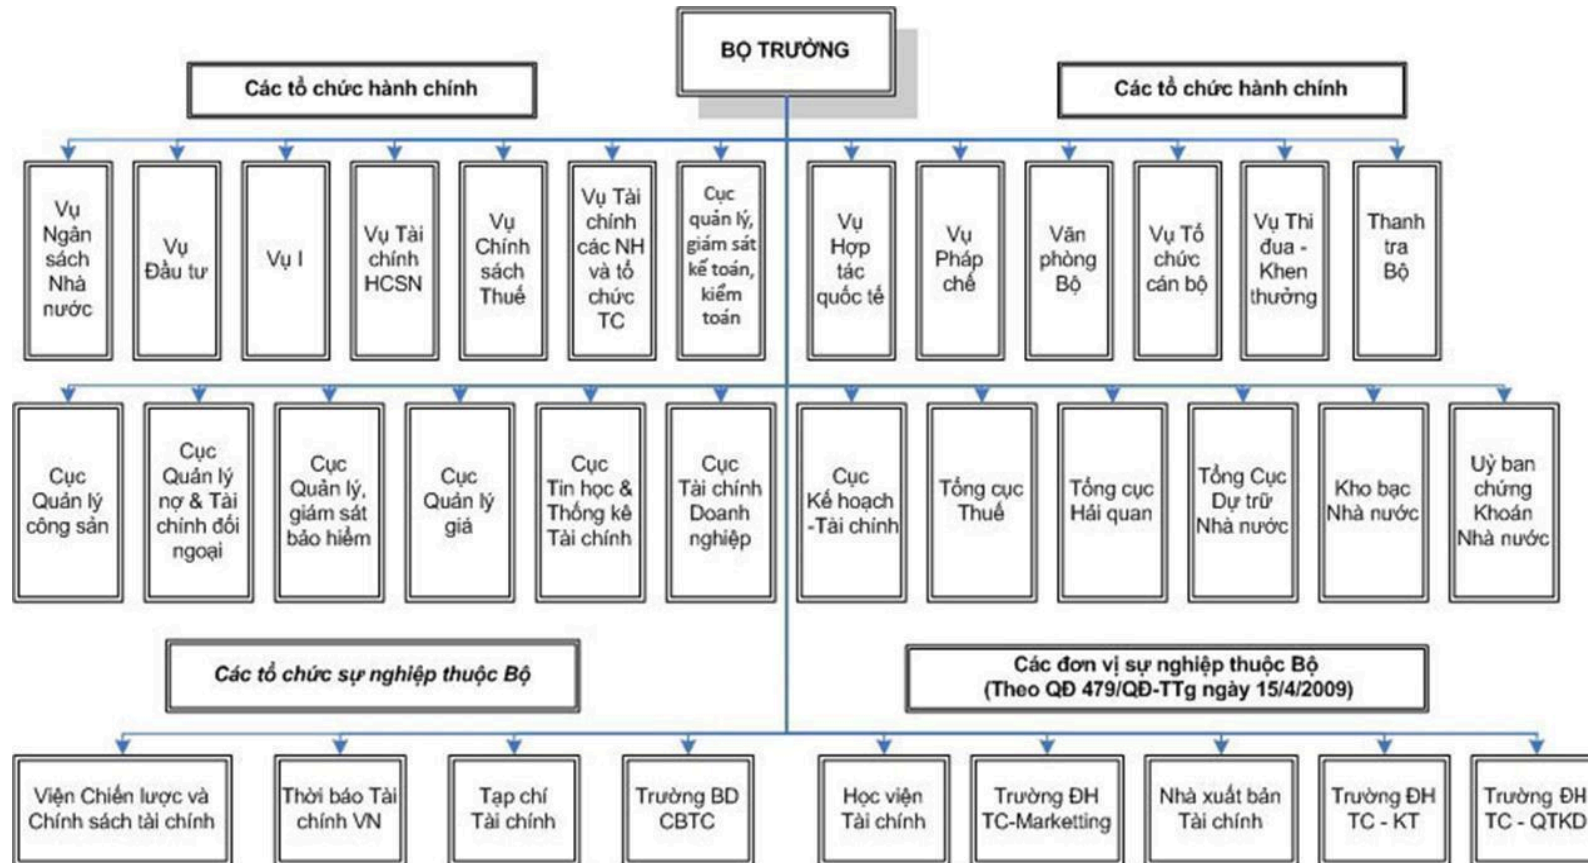 BỘ TRƯỞNG
Các tổ chức hành chính
Các tổ chức hành chính
Vụ
Ngân
sách
Nhà
nước
Vụ
Đầu tư
Vụ I
Vụ Tài
chính
HCSN
Vụ
Chính
sách
Thuế
Vụ Tài
chính
các NH
và tổ
chức
TC
Cục
quản lý,
giám sát
kế toán,
kiểm
toán
Vụ
Hợp
tác
quốc tế
Vụ
Pháp
chế
Văn
phòng
Bộ
Vụ Tổ
chức
cán bộ
Vụ Thi
đua -
Khen
thưởng
Thanh
tra
Bộ
Cục
Quản lý
công sản
Cục
Quản lý
nợ & Tài
chính đối
ngoại
Cục
Quản lý,
giám sát
bảo hiểm
Cục
Quản lý
giá
Cục
Tin học &
Thống kê
Tài chính
Cục
Tài chính
Doanh
nghiệp
Cục
Kế hoạch
-Tài chính
Tổng cục
Thuế
Tổng cục
Hải quan
Tổng Cục
Dự trữ
Nhà nước
Kho bạc
Nhà nước
Uỷ ban
chứng
Khoán
Nhà nước
Các tổ chức sự nghiệp thuộc Bộ
Các đơn vị sự nghiệp thuộc Bộ
(Theo QĐ 479/QĐ-TTg ngày 15/4/2009)
Viện Chiến lược và
Chính sách tài chính
Thời báo Tài
chính VN
Tạp chí
Tài chính
Trường BD
CBTC
Học viện
Tài chính
Trường ĐH
TC-Marketting
Nhà xuất bản
Tài chính
Trường ĐH
TC - KT
Trường ĐH
TC - QTKD